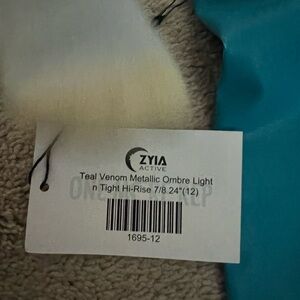 ZYIA
ACTIVE
Teal Venom Metallic Ombre Light
n Tight Hi-Rise 7/8 24"(12)
1695-12